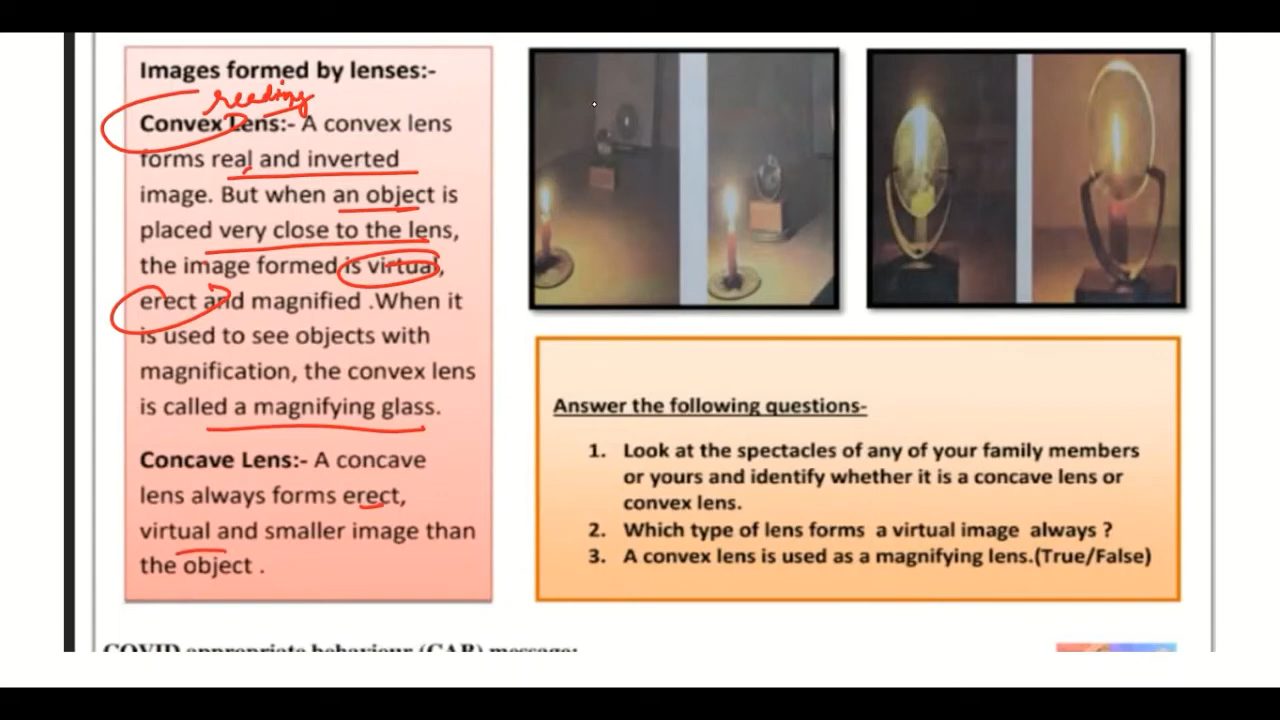 Images formed by lenses:-
reading
Convex Lens:- A convex lens
forms real and inverted
image. But when an object is
placed very close to the lens,
the image formed is virtual,
erect and magnified .When it
is used to see objects with
magnification, the convex lens
is called a magnifying glass.
Concave Lens:- A concave
lens always forms erect,
virtual and smaller image than
the object .
Answer the following questions-
1. Look at the spectacles of any of your family members
or yours and identify whether it is a concave lens or
convex lens.
2. Which type of lens forms a virtual image always ?
3. A convex lens is used as a magnifying lens.(True/False)
COVID appropriate behaviour (CAB) message: